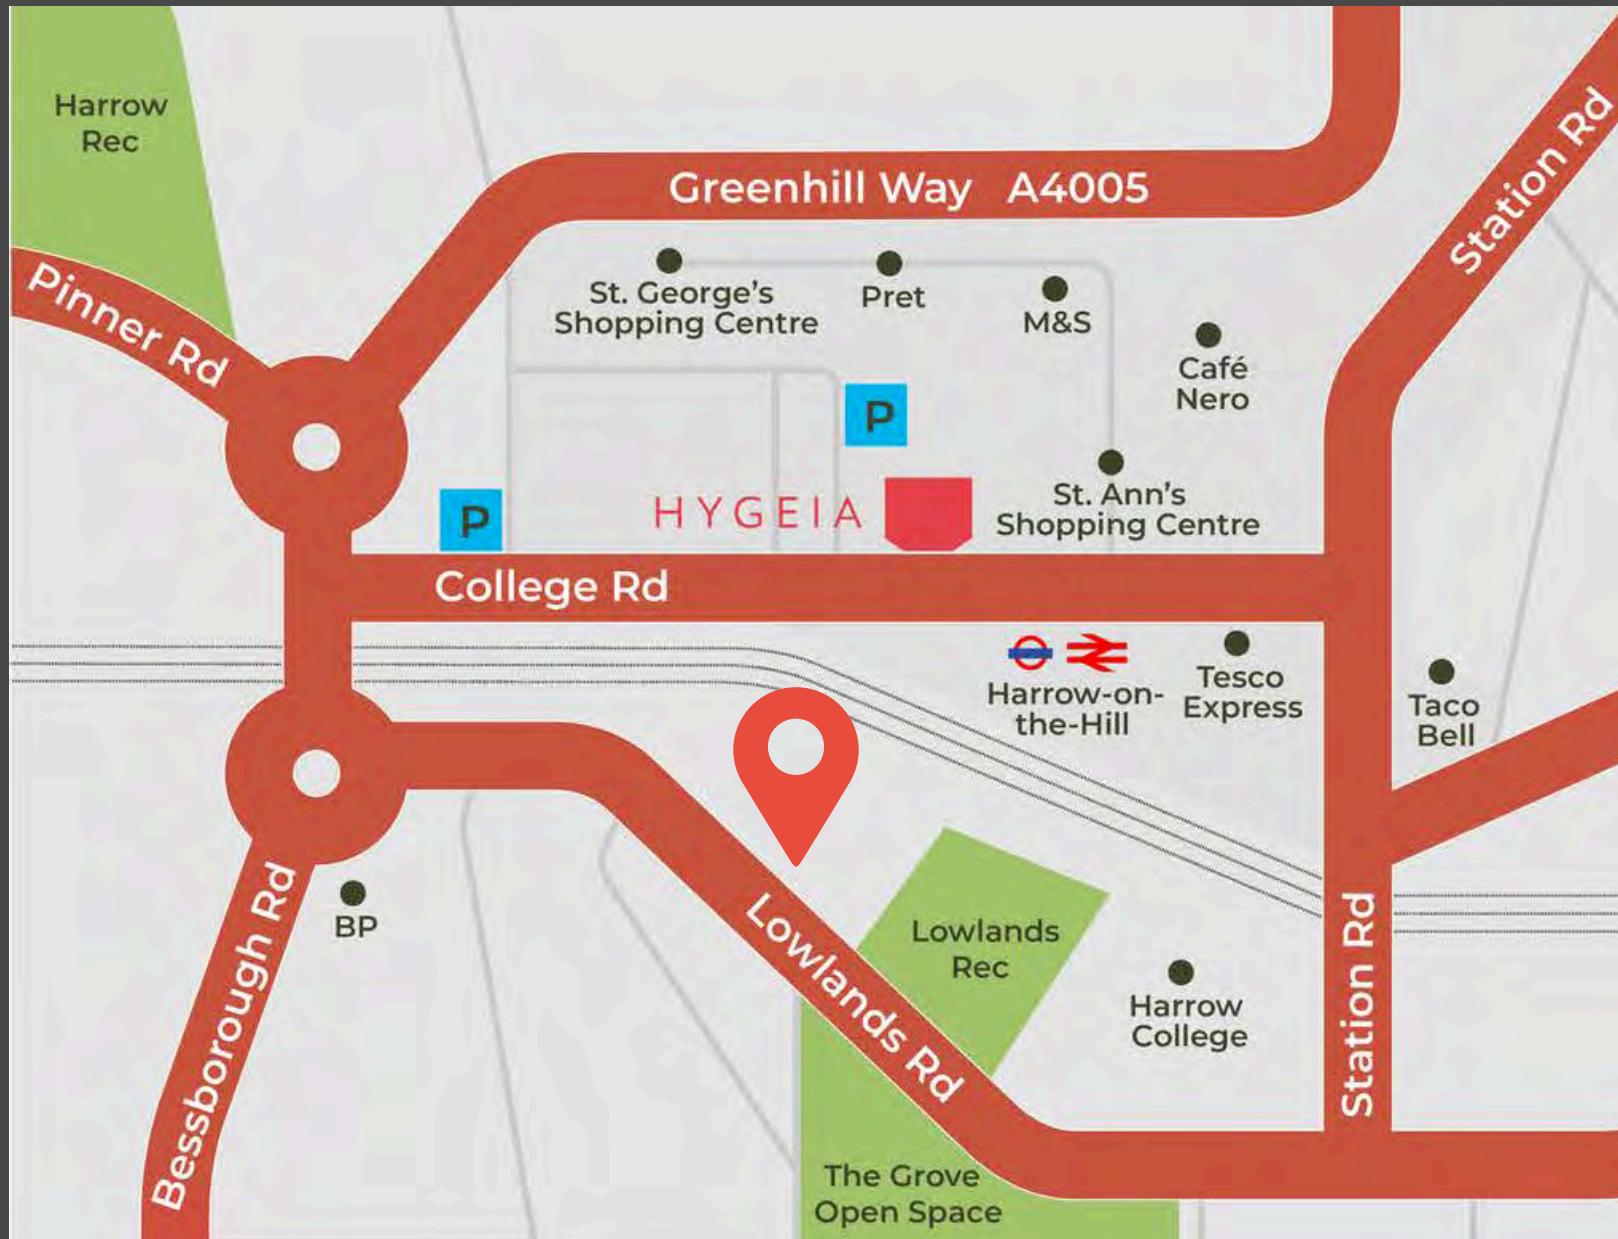 Harrow
Rec
Greenhill Way A4005
Station Rd
Pinner Rd
St. George's
Shopping Centre
Pret
M&S
Café
Nero
P
P
HYGEIA
St. Ann's
Shopping Centre
College Rd
Harrow-on-
the-Hill
Tesco
Express
Taco
Bell
BP
Bessborough Rd
Lowlands Rd
Lowlands
Rec
Harrow
College
Station Rd
The Grove
Open Space